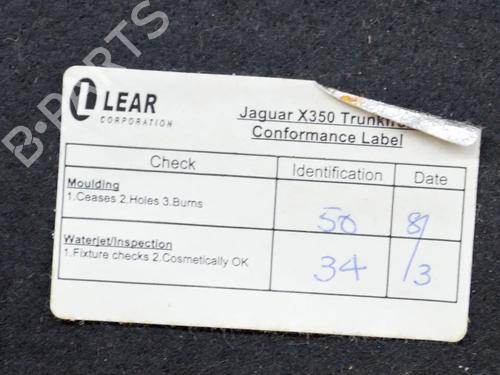 B-PARTS
LEAR
CORPORATION
Jaguar X350
Conformance Label
Check Identification Date
Moulding
1.Ceases 2.Holes 3.Burns
50 8/
Waterjet/Inspection
1.Fixture checks 2.Cosmetically OK
34 /3